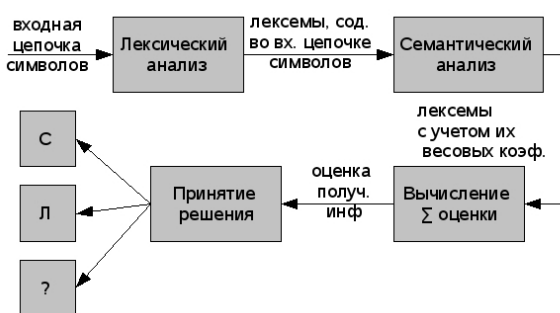 входная
цепочка
символов
Лексический
анализ
лексемы, сод.
во вх. цепочке
символов
Семантический
анализ
лексемы
с учетом их
весовых коэф.
Вычисление
∑ оценки
оценка
получ.
инф
Принятие
решения
С
Л
?